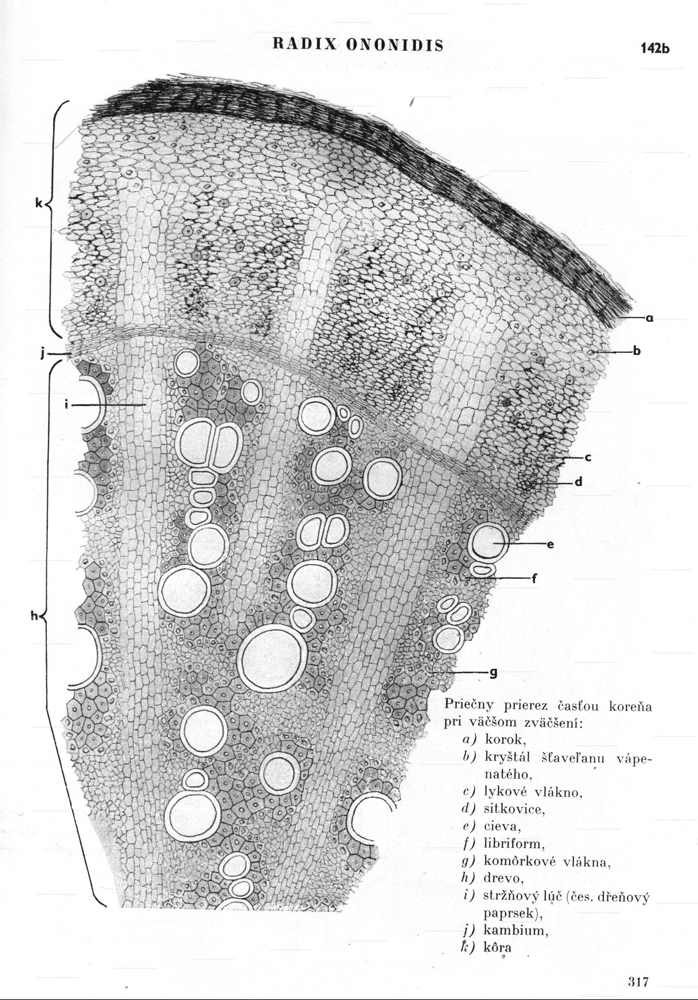 RADIX ONONIDIS
142b
k
a
j
b
i
c
d
e
f
h
g
Priečny prierez časťou koreňa
pri väčšom zväčšení:
a) korok,
b) kryštál šťaveľanu vápe-
natého,
c) lykové vlákno,
d) sitkovice,
e) cieva,
f) libriform,
g) komôrkové vlákna,
h) drevo,
i) stržňový lúč (čes. dřeňový
paprsek),
j) kambium,
k) kôra
317